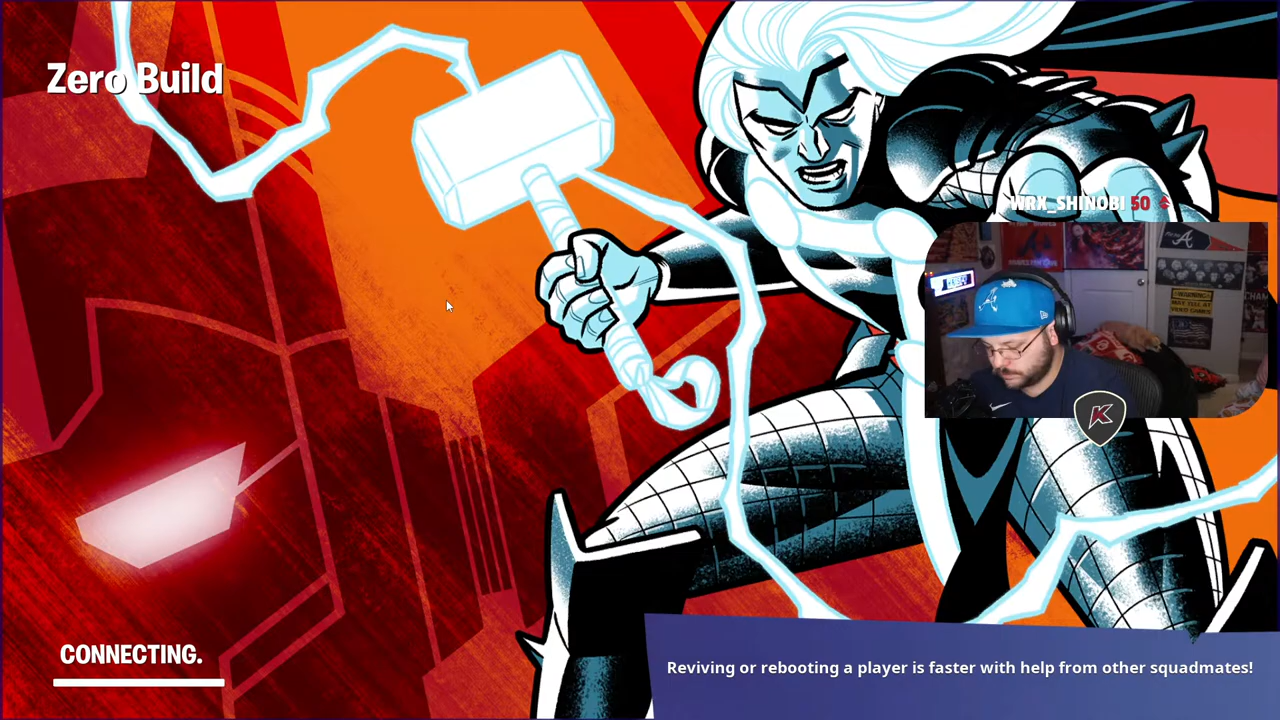 Zero Build
WRX_SHINOBI 50
CONNECTING.
Reviving or rebooting a player is faster with help from other squadmates!